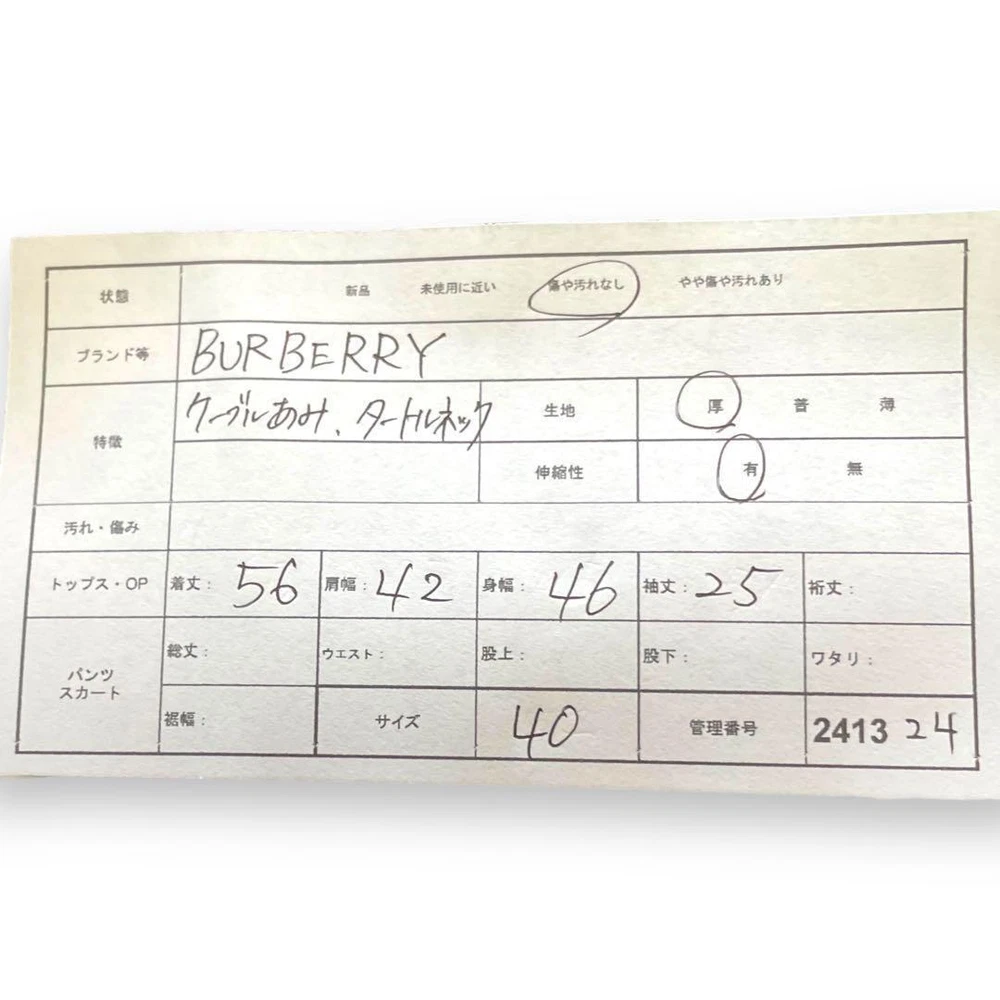 状態 新品 未使用に近い 傷や汚れなし やや傷や汚れあり
ブランド等 BURBERRY
特徴 ケーブルあみ、タートルネック 生地 厚 普 薄
伸縮性 有 無
汚れ・傷み
トップス・OP 着丈: 56 肩幅: 42 身幅: 46 袖丈: 25 裄丈:
パンツ スカート 総丈: ウエスト: 股上: 股下: ワタリ:
裾幅: サイズ 40 管理番号 2413 24